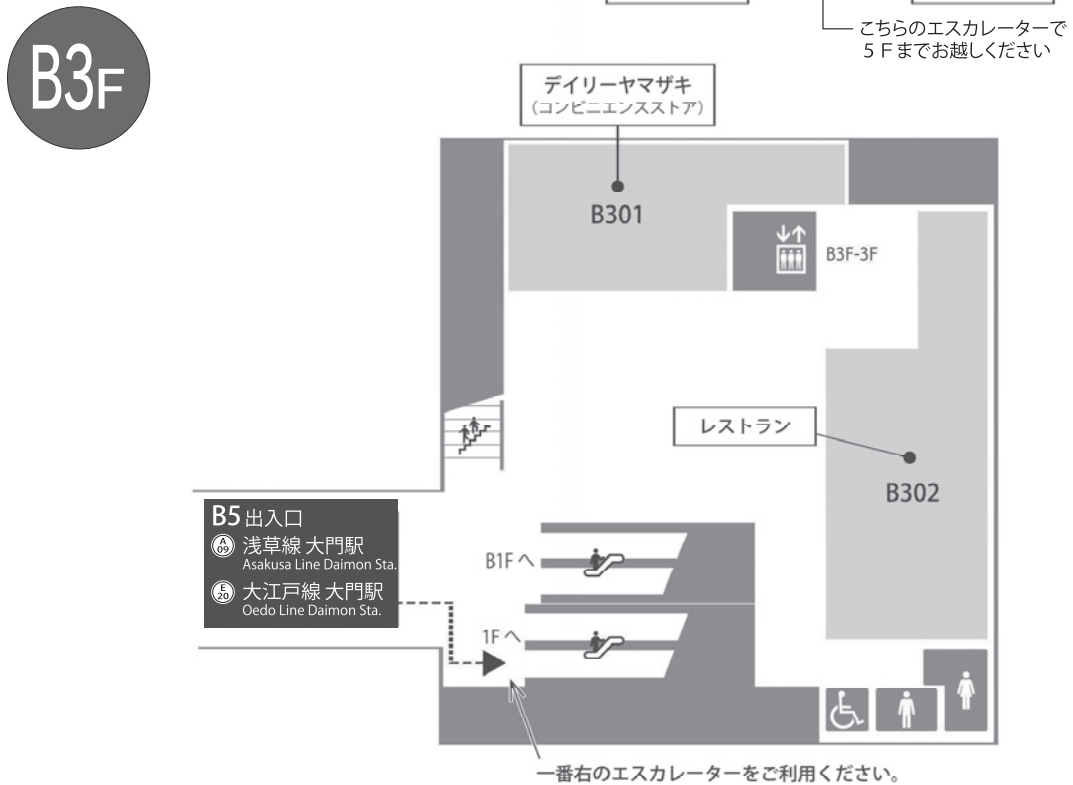 こちらのエスカレーターで
5Fまでお越しください
B3F
デイリーヤマザキ
(コンビニエンスストア)
B301
B3F-3F
レストラン
B302
B5出入口
A 09 浅草線 大門駅
Asakusa Line Daimon Sta.
E 20 大江戸線 大門駅
Oedo Line Daimon Sta.
B1Fへ
1Fへ
一番右のエスカレーターをご利用ください。